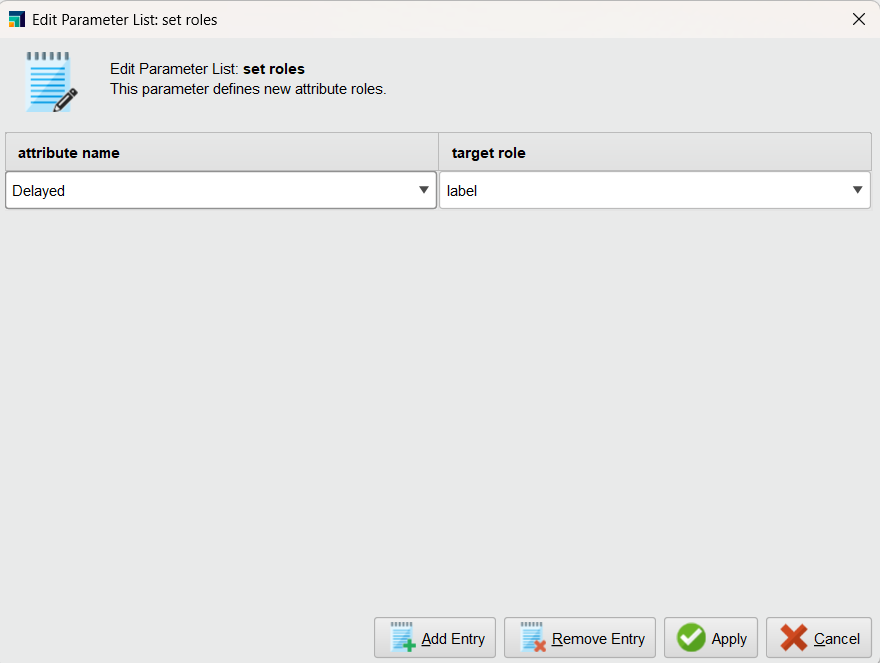 Edit Parameter List: set roles
Edit Parameter List: set roles
This parameter defines new attribute roles.
attribute name target role
Delayed label
Add Entry Remove Entry Apply Cancel